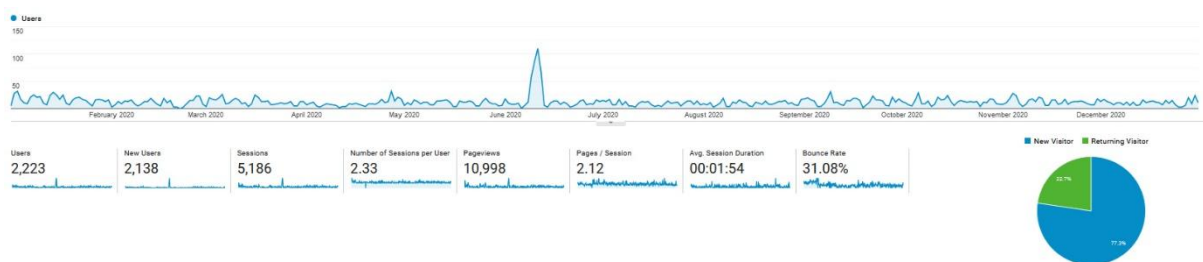 Users
150
100
50
February 2020 March 2020 April 2020 May 2020 June 2020 July 2020 August 2020 September 2020 October 2020 November 2020 December 2020
New Visitor Returning Visitor
Users New Users Sessions Number of Sessions per User Pageviews Pages / Session Avg. Session Duration Bounce Rate
2,223 2,138 5,186 2.33 10,998 2.12 00:01:54 31.08%
22.7%
77.3%